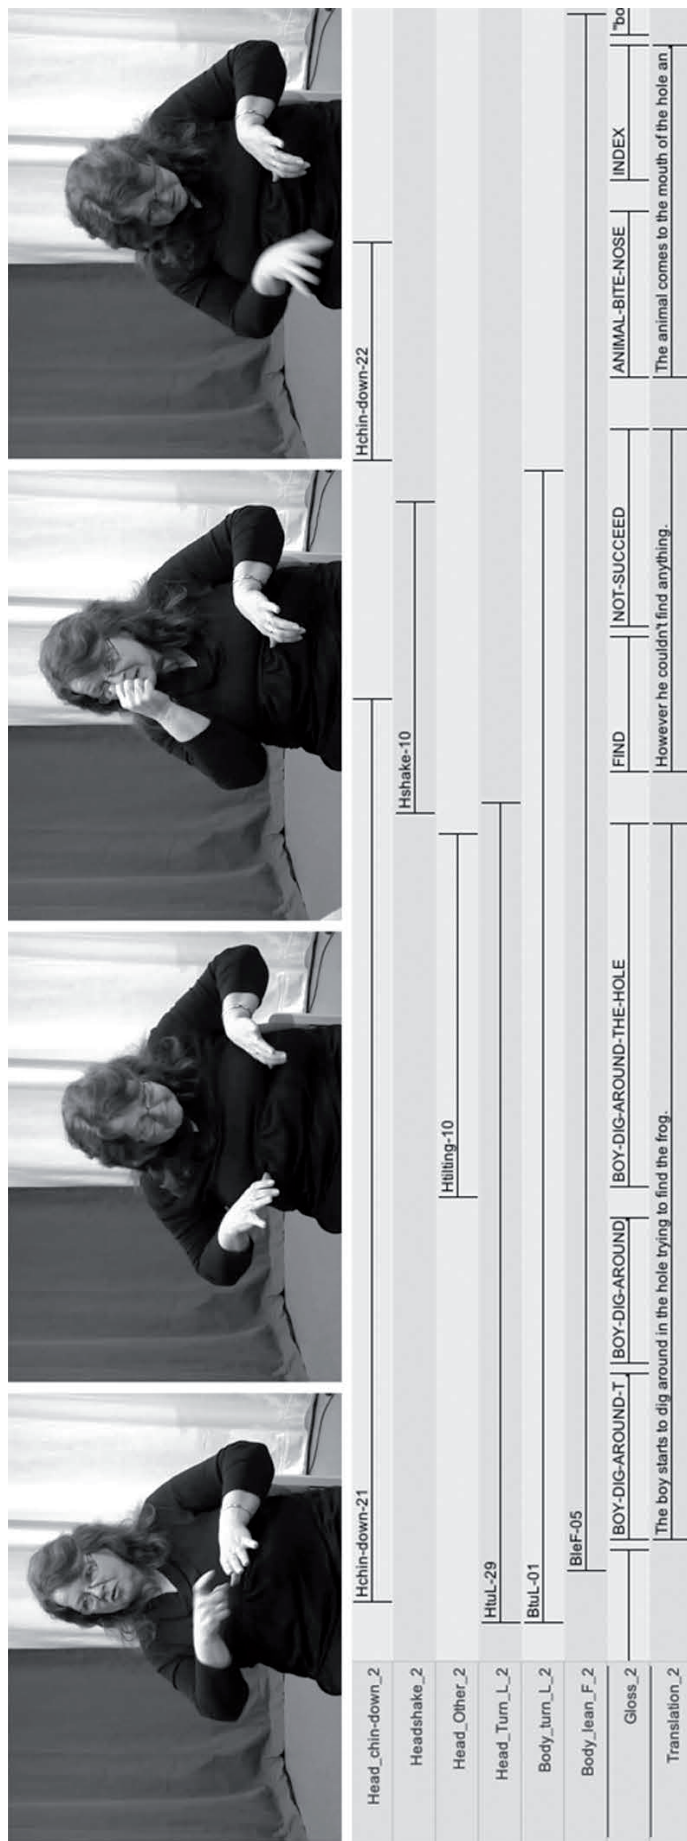 Head_chin-down_2 Hchin-down-21 Hchin-down-22
Headshake_2 Hshake-10
Head_Other_2 Htilting-10
Head_Turn_L_2 HtuL-29
Body_turn_L_2 BtuL-01
Body_lean_F_2 BleF-05
Gloss_2 BOY-DIG-AROUND-T BOY-DIG-AROUND BOY-DIG-AROUND-THE-HOLE FIND NOT-SUCCEED ANIMAL-BITE-NOSE INDEX "bo
Translation_2 The boy starts to dig around in the hole trying to find the frog. However he couldn't find anything. The animal comes to the mouth of the hole an